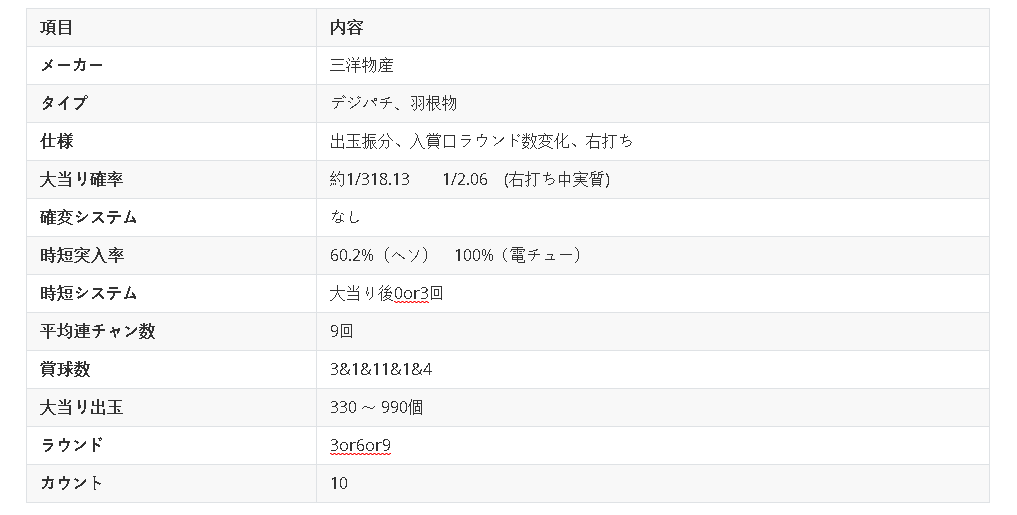 項目 内容
メーカー 三洋物産
タイプ デジパチ、羽根物
仕様 出玉振分、入賞口ラウンド数変化、右打ち
大当り確率 約1/318.13　　1/2.06　(右打ち中実質)
確変システム なし
時短突入率 60.2%（ヘソ）　100%（電チュー）
時短システム 大当り後0or3回
平均連チャン数 9回
賞球数 3&1&11&1&4
大当り出玉 330 ～ 990個
ラウンド 3or6or9
カウント 10